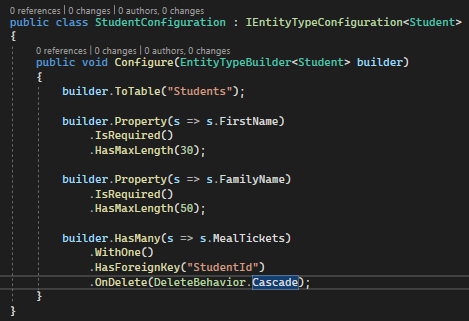 0 references | 0 changes | 0 authors, 0 changes
public class StudentConfiguration : IEntityTypeConfiguration<Student>
{
0 references | 0 changes | 0 authors, 0 changes
public void Configure(EntityTypeBuilder<Student> builder)
{
builder.ToTable("Students");
builder.Property(s => s.FirstName)
.IsRequired()
.HasMaxLength(30);
builder.Property(s => s.FamilyName)
.IsRequired()
.HasMaxLength(50);
builder.HasMany(s => s.MealTickets)
.WithOne()
.HasForeignKey("StudentId")
.OnDelete(DeleteBehavior.Cascade);
}
}